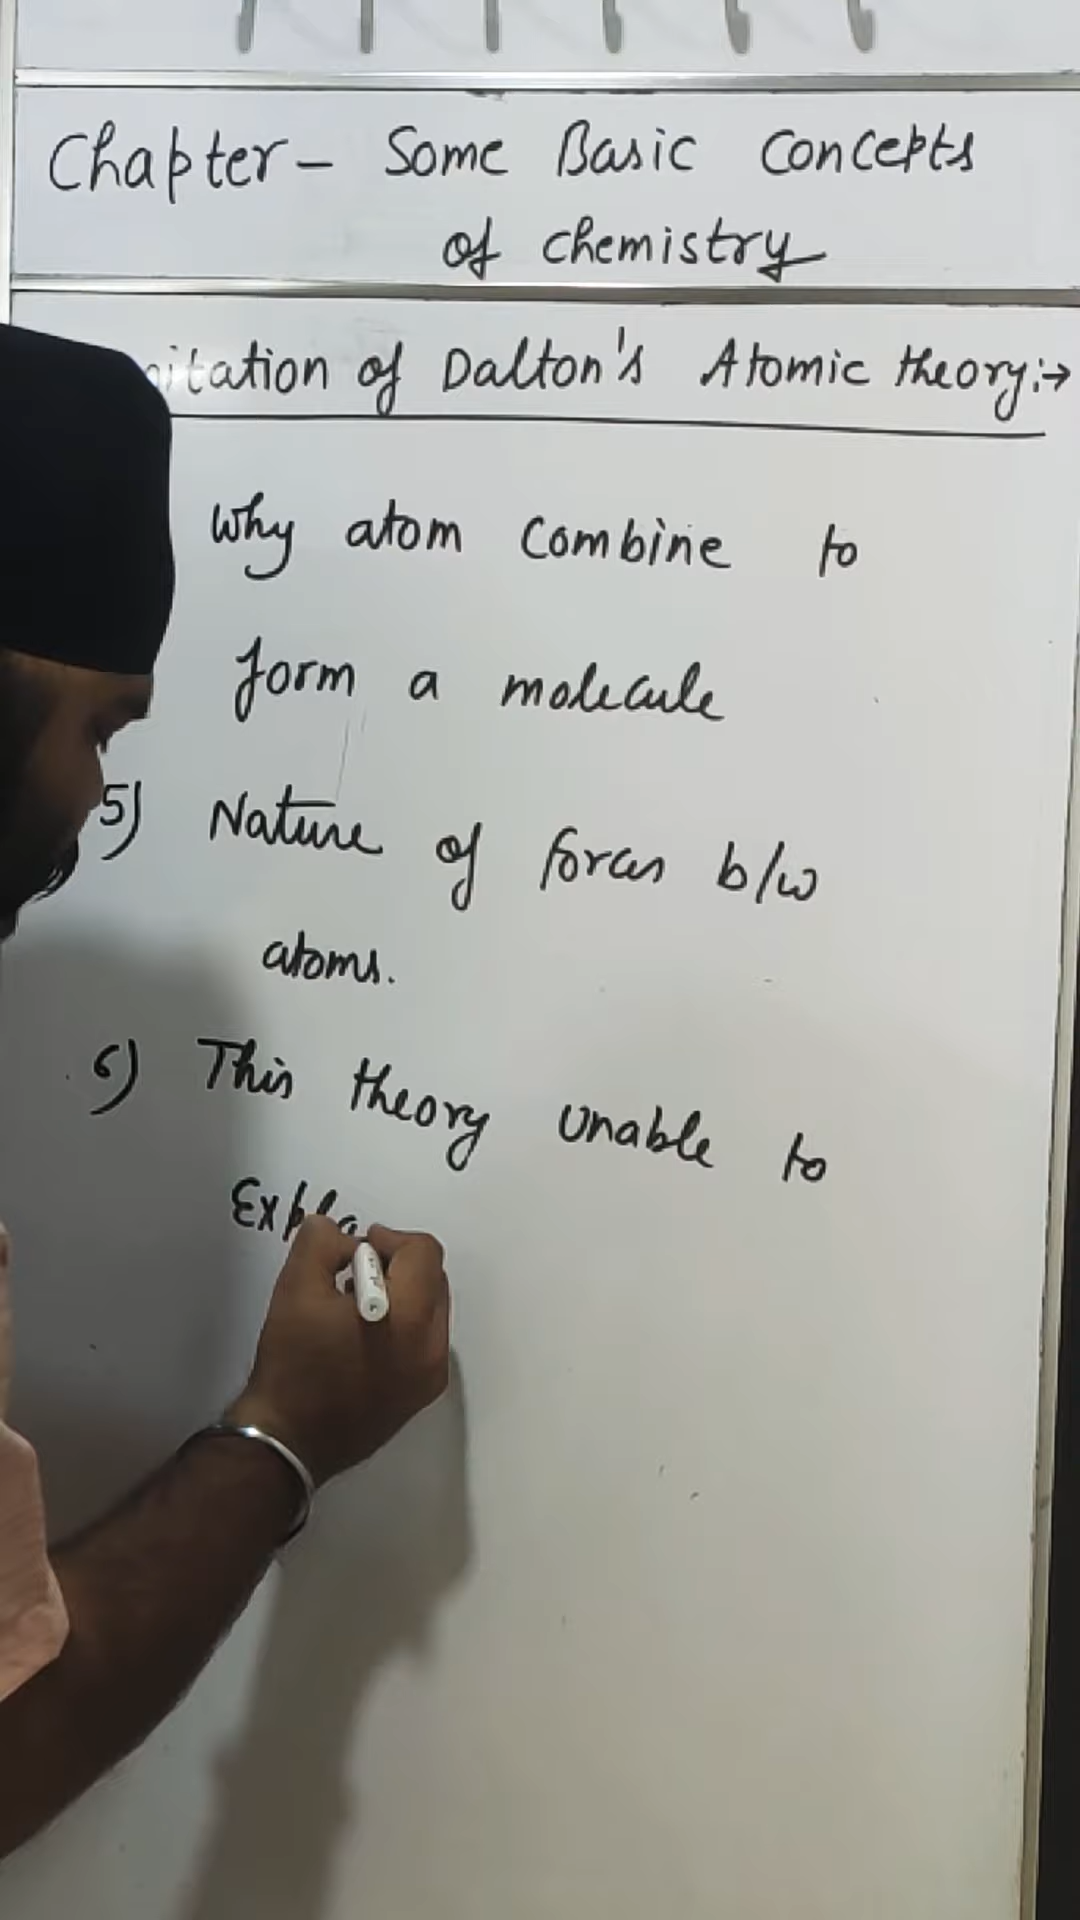 Chapter - Some Basic Concepts
of chemistry
itation of Dalton's Atomic theory:→
Why atom combine to
form a molecule
5) Nature of forces b/w
atoms.
6) This theory unable to
Expla